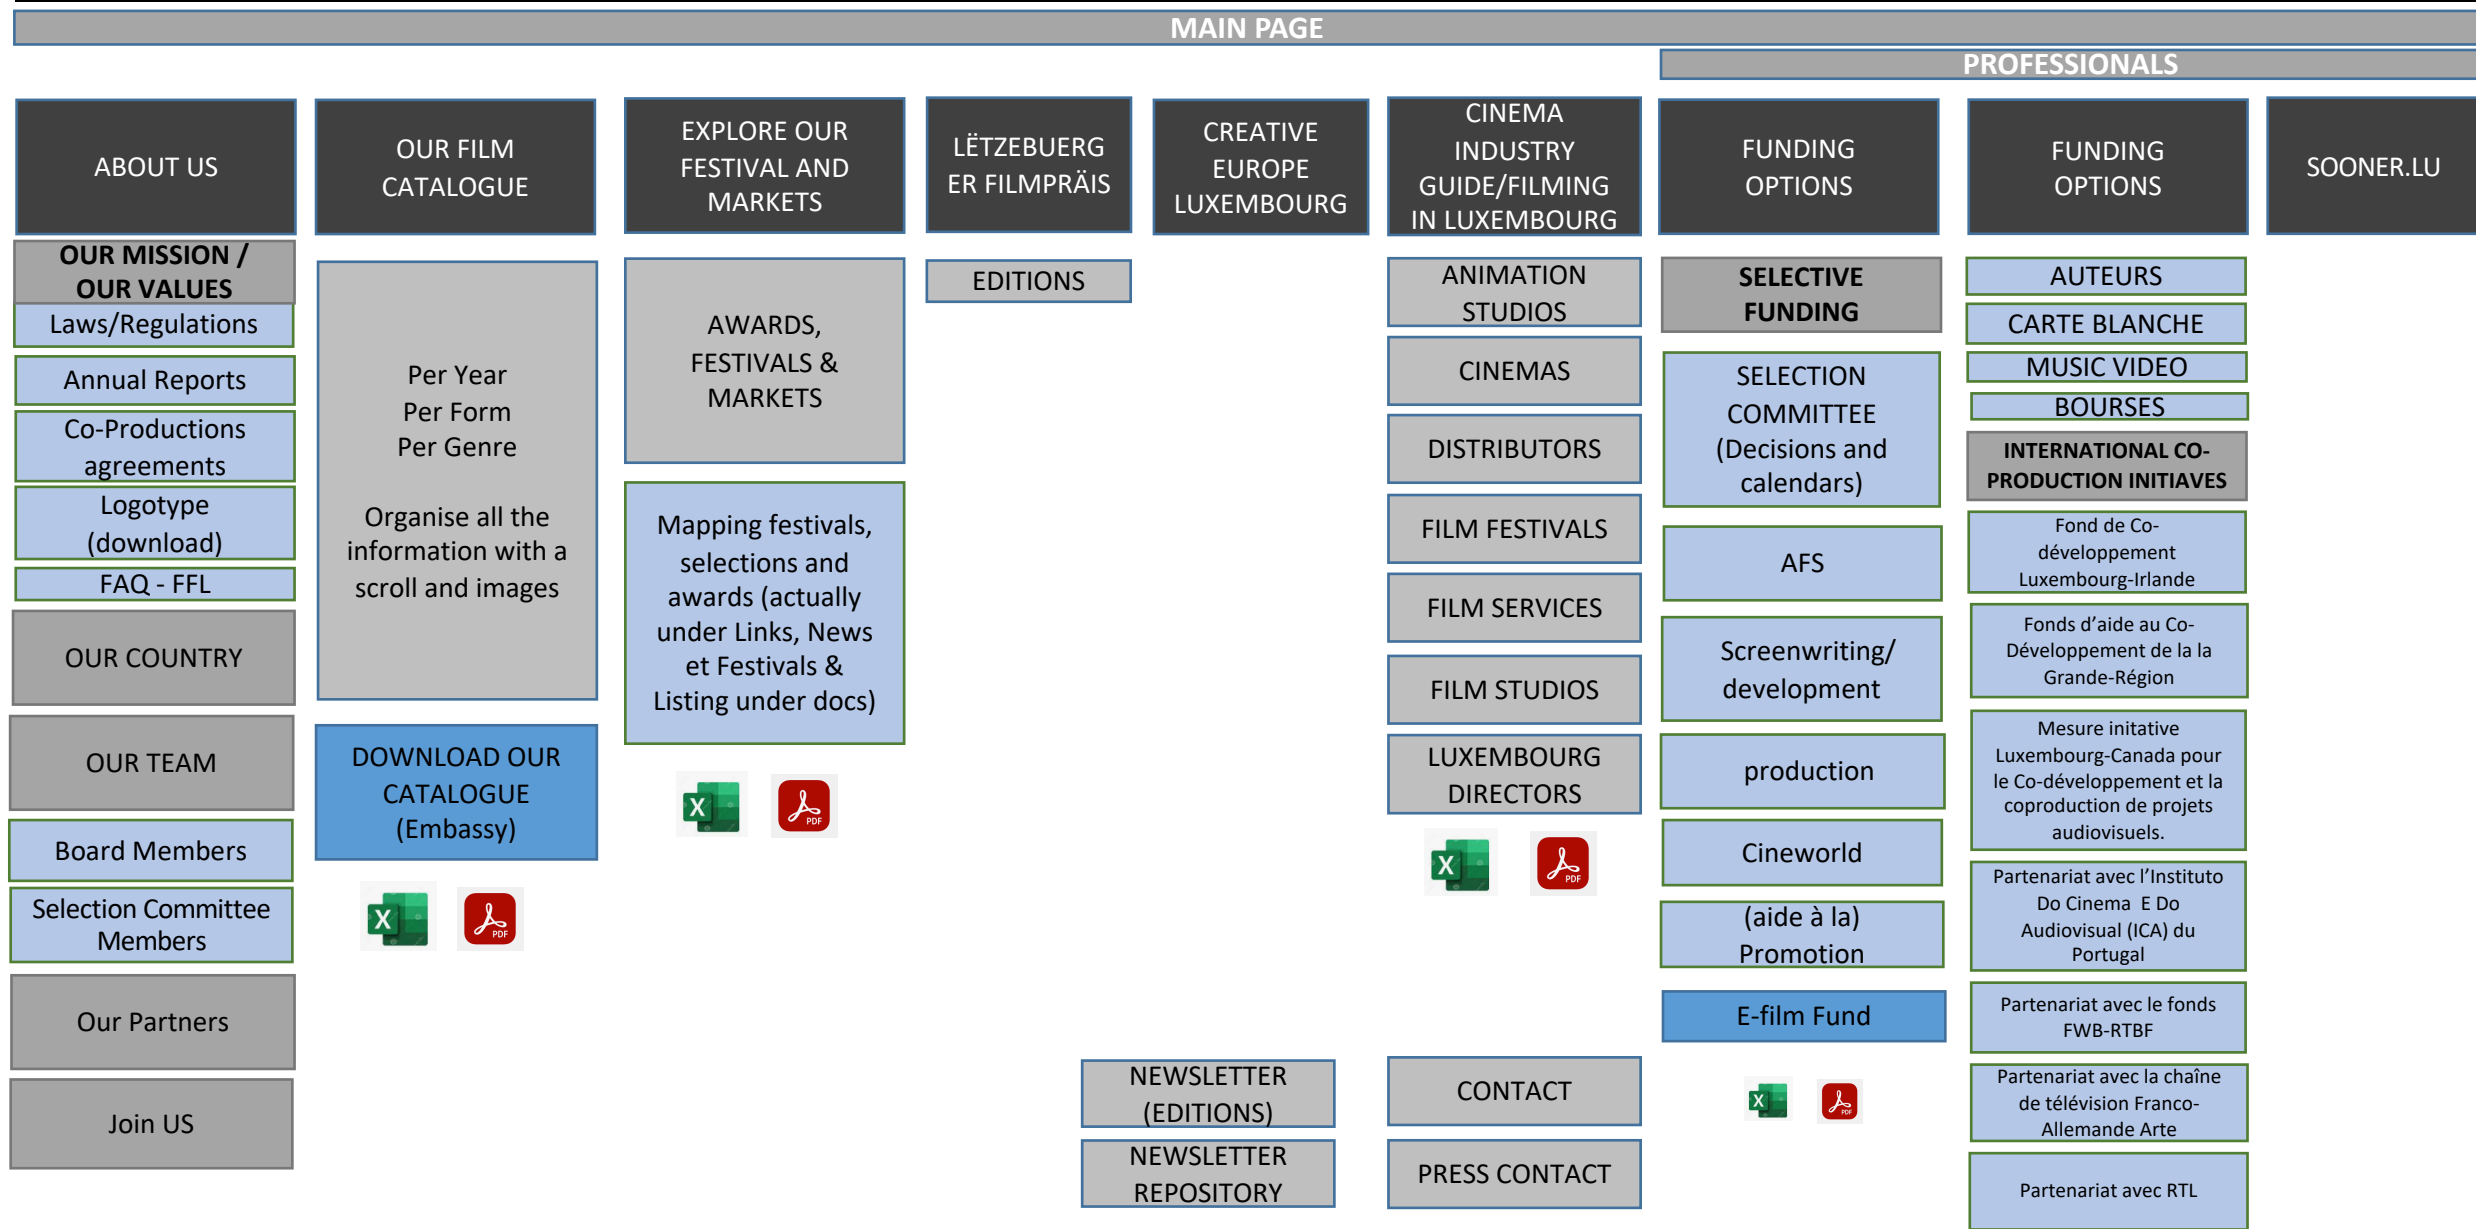 MAIN PAGE
PROFESSIONALS
ABOUT US
OUR MISSION /
OUR VALUES
Laws/Regulations
Annual Reports
Co-Productions
agreements
Logotype
(download)
FAQ - FFL
OUR COUNTRY
OUR TEAM
Board Members
Selection Committee
Members
Our Partners
Join US
OUR FILM
CATALOGUE
Per Year
Per Form
Per Genre
Organise all the
information with a
scroll and images
DOWNLOAD OUR
CATALOGUE
(Embassy)
X
PDF
EXPLORE OUR
FESTIVAL AND
MARKETS
AWARDS,
FESTIVALS &
MARKETS
Mapping festivals,
selections and
awards (actually
under Links, News
et Festivals &
Listing under docs)
X
PDF
LËTZEBUERG
ER FILMPRÄIS
EDITIONS
CREATIVE
EUROPE
LUXEMBOURG
NEWSLETTER
(EDITIONS)
NEWSLETTER
REPOSITORY
CINEMA
INDUSTRY
GUIDE/FILMING
IN LUXEMBOURG
ANIMATION
STUDIOS
CINEMAS
DISTRIBUTORS
FILM FESTIVALS
FILM SERVICES
FILM STUDIOS
LUXEMBOURG
DIRECTORS
X
PDF
CONTACT
PRESS CONTACT
FUNDING
OPTIONS
SELECTIVE
FUNDING
SELECTION
COMMITTEE
(Decisions and
calendars)
AFS
Screenwriting/
development
production
Cineworld
(aide à la)
Promotion
E-film Fund
X
PDF
FUNDING
OPTIONS
AUTEURS
CARTE BLANCHE
MUSIC VIDEO
BOURSES
INTERNATIONAL CO-
PRODUCTION INITIAVES
Fond de Co-
développement
Luxembourg-Irlande
Fonds d’aide au Co-
Développement de la la
Grande-Région
Mesure initative
Luxembourg-Canada pour
le Co-développement et la
coproduction de projets
audiovisuels.
Partenariat avec l’Instituto
Do Cinema E Do
Audiovisual (ICA) du
Portugal
Partenariat avec le fonds
FWB-RTBF
Partenariat avec la chaîne
de télévision Franco-
Allemande Arte
Partenariat avec RTL
SOONER.LU